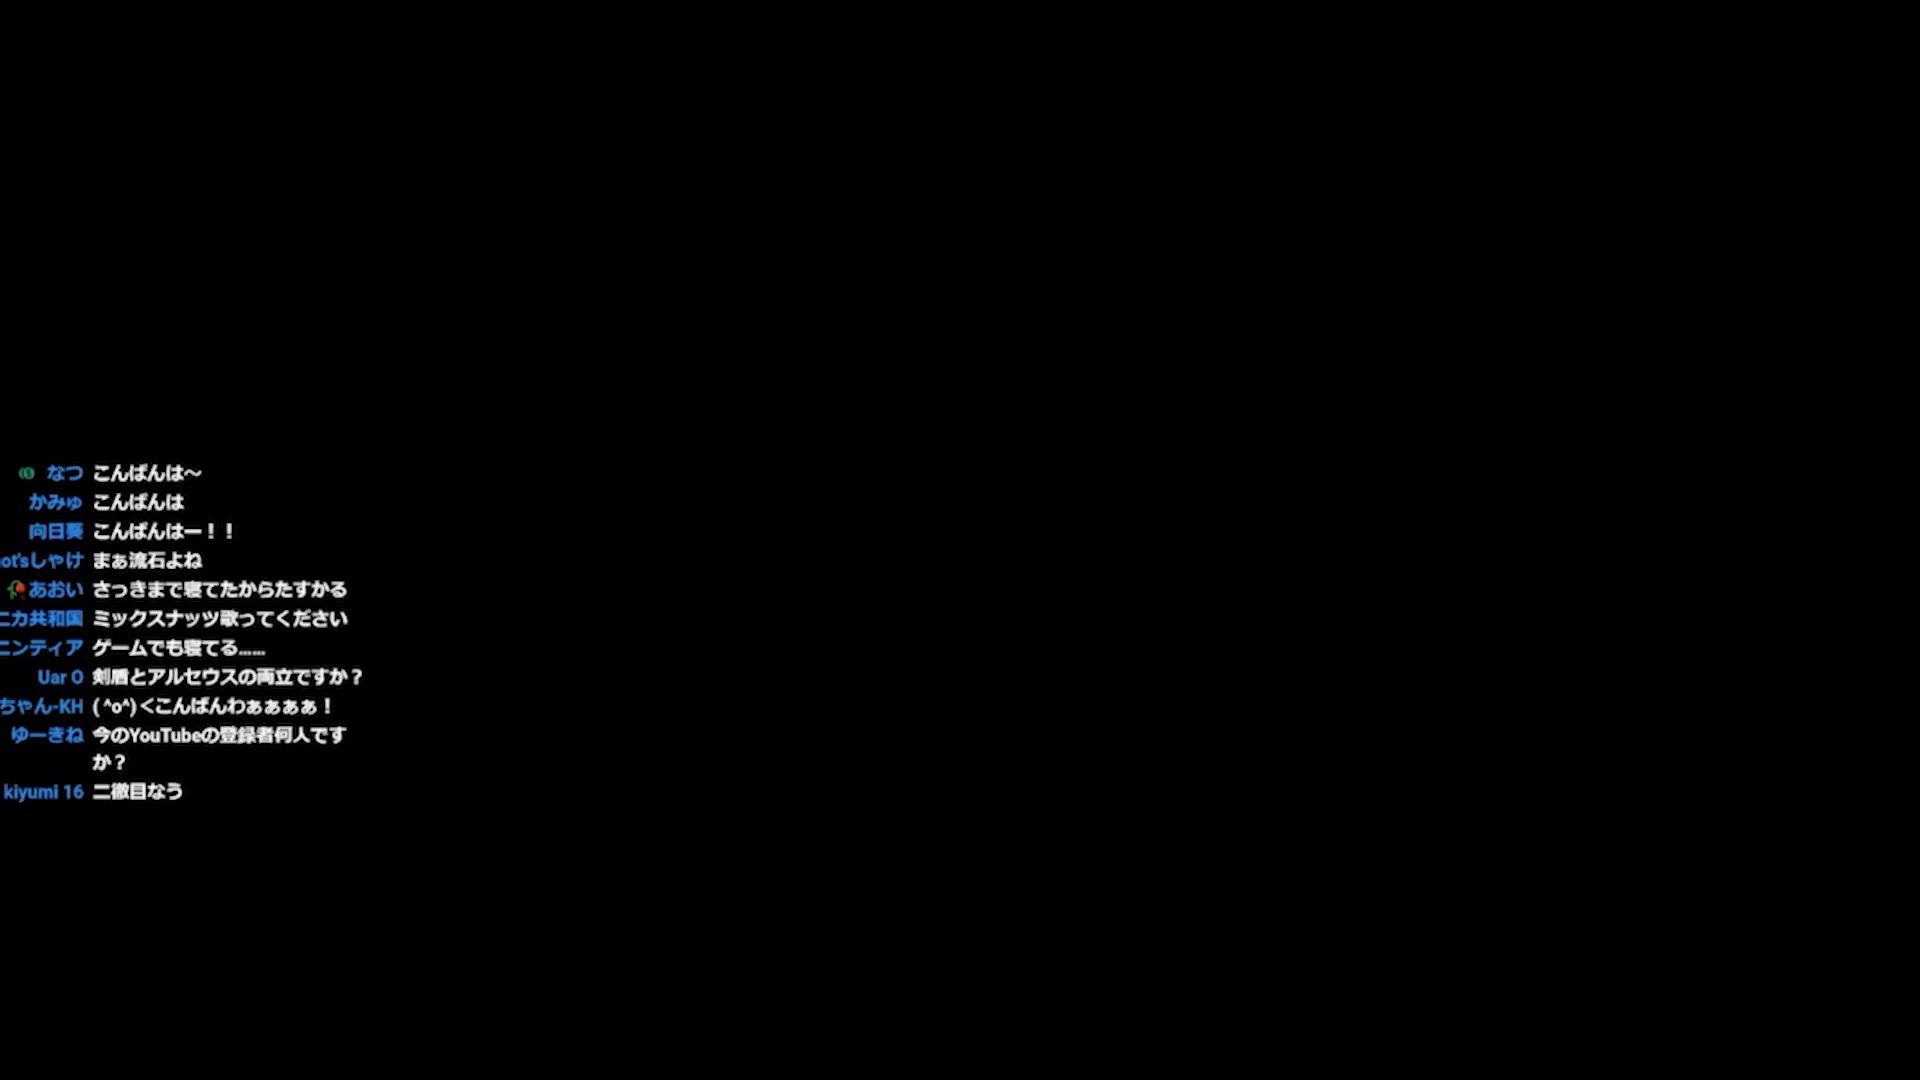 なつ こんばんは～
かみゅ こんばんは
向日葵 こんばんはー！！
ot'sしゃけ まぁ流石よね
あおい さっきまで寝てたからたすかる
ニカ共和国 ミックスナッツ歌ってください
ニンティア ゲームでも寝てる......
Uar O 剣盾とアルセウスの両立ですか？
ちゃん-KH ( ^o^)＜こんばんわぁぁぁぁ！
ゆーきね 今のYouTubeの登録者何人です
か？
kiyumi 16 二徹目なう